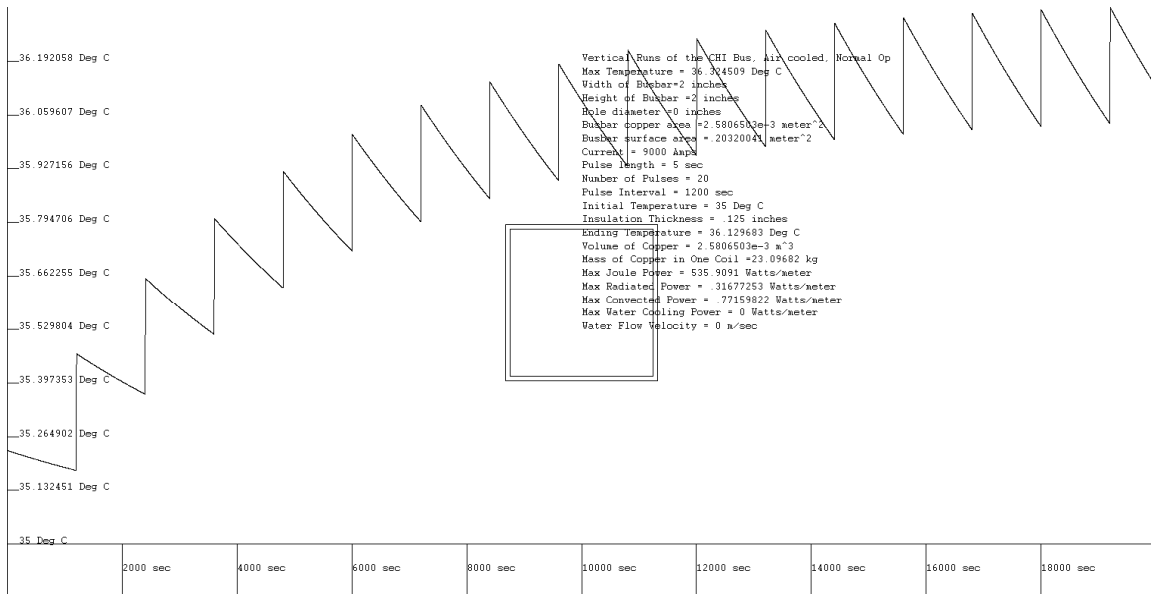 36.192058 Deg C
36.059607 Deg C
35.927156 Deg C
35.794706 Deg C
35.662255 Deg C
35.529804 Deg C
35.397353 Deg C
35.264902 Deg C
35.132451 Deg C
35 Deg C
Vertical Runs of the CHI Bus, Air cooled, Normal Op
Max Temperature = 36.324509 Deg C
Width of Busbar=2 inches
Height of Busbar =2 inches
Hole diameter =0 inches
Busbar copper area =2.5806503e-3 meter^2
Busbar surface area =.20320041 meter^2
Current = 9000 Amps
Pulse length = 5 sec
Number of Pulses = 20
Pulse Interval = 1200 sec
Initial Temperature = 35 Deg C
Insulation Thickness = .125 inches
Ending Temperature = 36.129683 Deg C
Volume of Copper = 2.5806503e-3 m^3
Mass of Copper in One Coil =23.09682 kg
Max Joule Power = 535.9091 Watts/meter
Max Radiated Power = .31677253 Watts/meter
Max Convected Power = .77159822 Watts/meter
Max Water Cooling Power = 0 Watts/meter
Water Flow Velocity = 0 m/sec
2000 sec
4000 sec
6000 sec
8000 sec
10000 sec
12000 sec
14000 sec
16000 sec
18000 sec